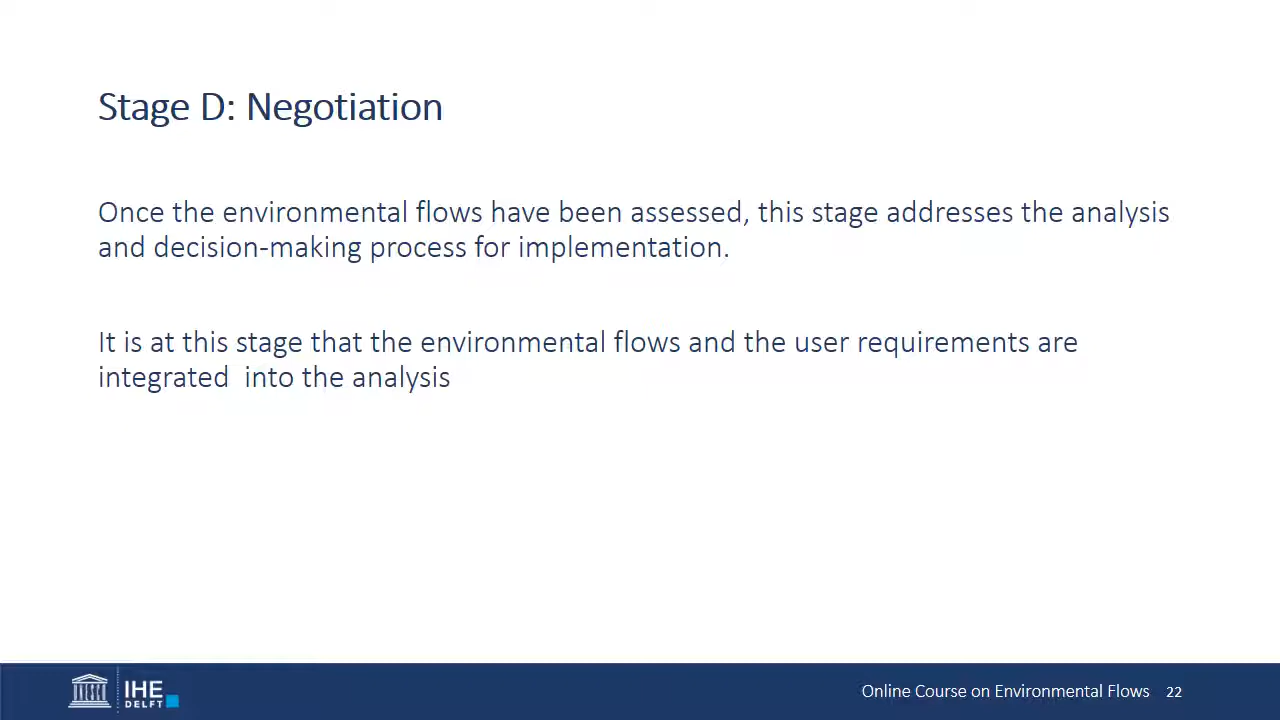 Stage D: Negotiation
Once the environmental flows have been assessed, this stage addresses the analysis
and decision-making process for implementation.
It is at this stage that the environmental flows and the user requirements are
integrated  into the analysis
IHE
DELFT
Online Course on Environmental Flows 22